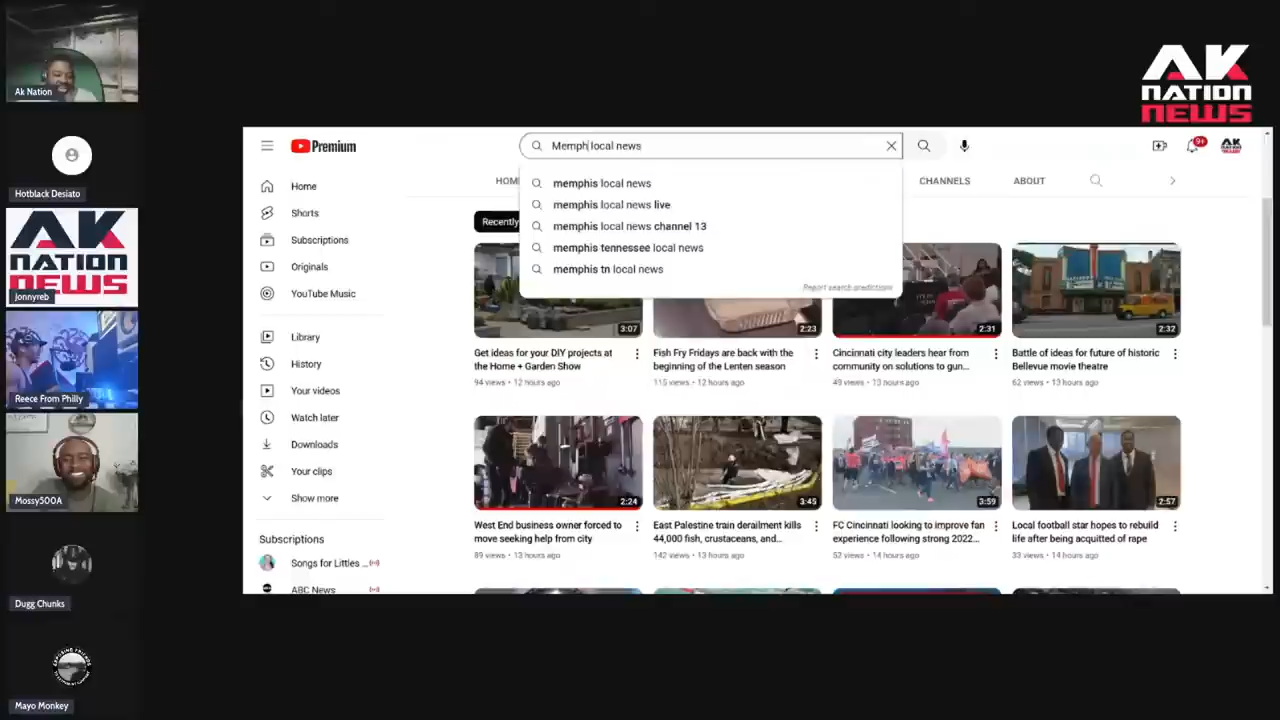 Ak Nation
Hotblack Desiato
AK
NATION
NEWS
Jonnyreb
Reece From Philly
Mossy500A
Dugg Chunks
Mayo Monkey
AK
NATION
NEWS
Premium
Memph local news
9+
HOM
CHANNELS
ABOUT
memphis local news
memphis local news live
memphis local news channel 13
memphis tennessee local news
memphis tn local news
Report search predictions
Recently
Home
Shorts
Subscriptions
Originals
YouTube Music
Library
History
Your videos
Watch later
Downloads
Your clips
Show more
Subscriptions
Songs for Littles ...
ABC News
3:07
Get ideas for your DIY projects at
the Home + Garden Show
94 views • 12 hours ago
2:23
Fish Fry Fridays are back with the
beginning of the Lenten season
115 views • 12 hours ago
2:31
Cincinnati city leaders hear from
community on solutions to gun...
49 views • 13 hours ago
2:32
Battle of ideas for future of historic
Bellevue movie theatre
62 views • 13 hours ago
2:24
West End business owner forced to
move seeking help from city
89 views • 13 hours ago
3:45
East Palestine train derailment kills
44,000 fish, crustaceans, and...
142 views • 13 hours ago
3:59
FC Cincinnati looking to improve fan
experience following strong 2022...
52 views • 14 hours ago
2:57
Local football star hopes to rebuild
life after being acquitted of rape
33 views • 14 hours ago